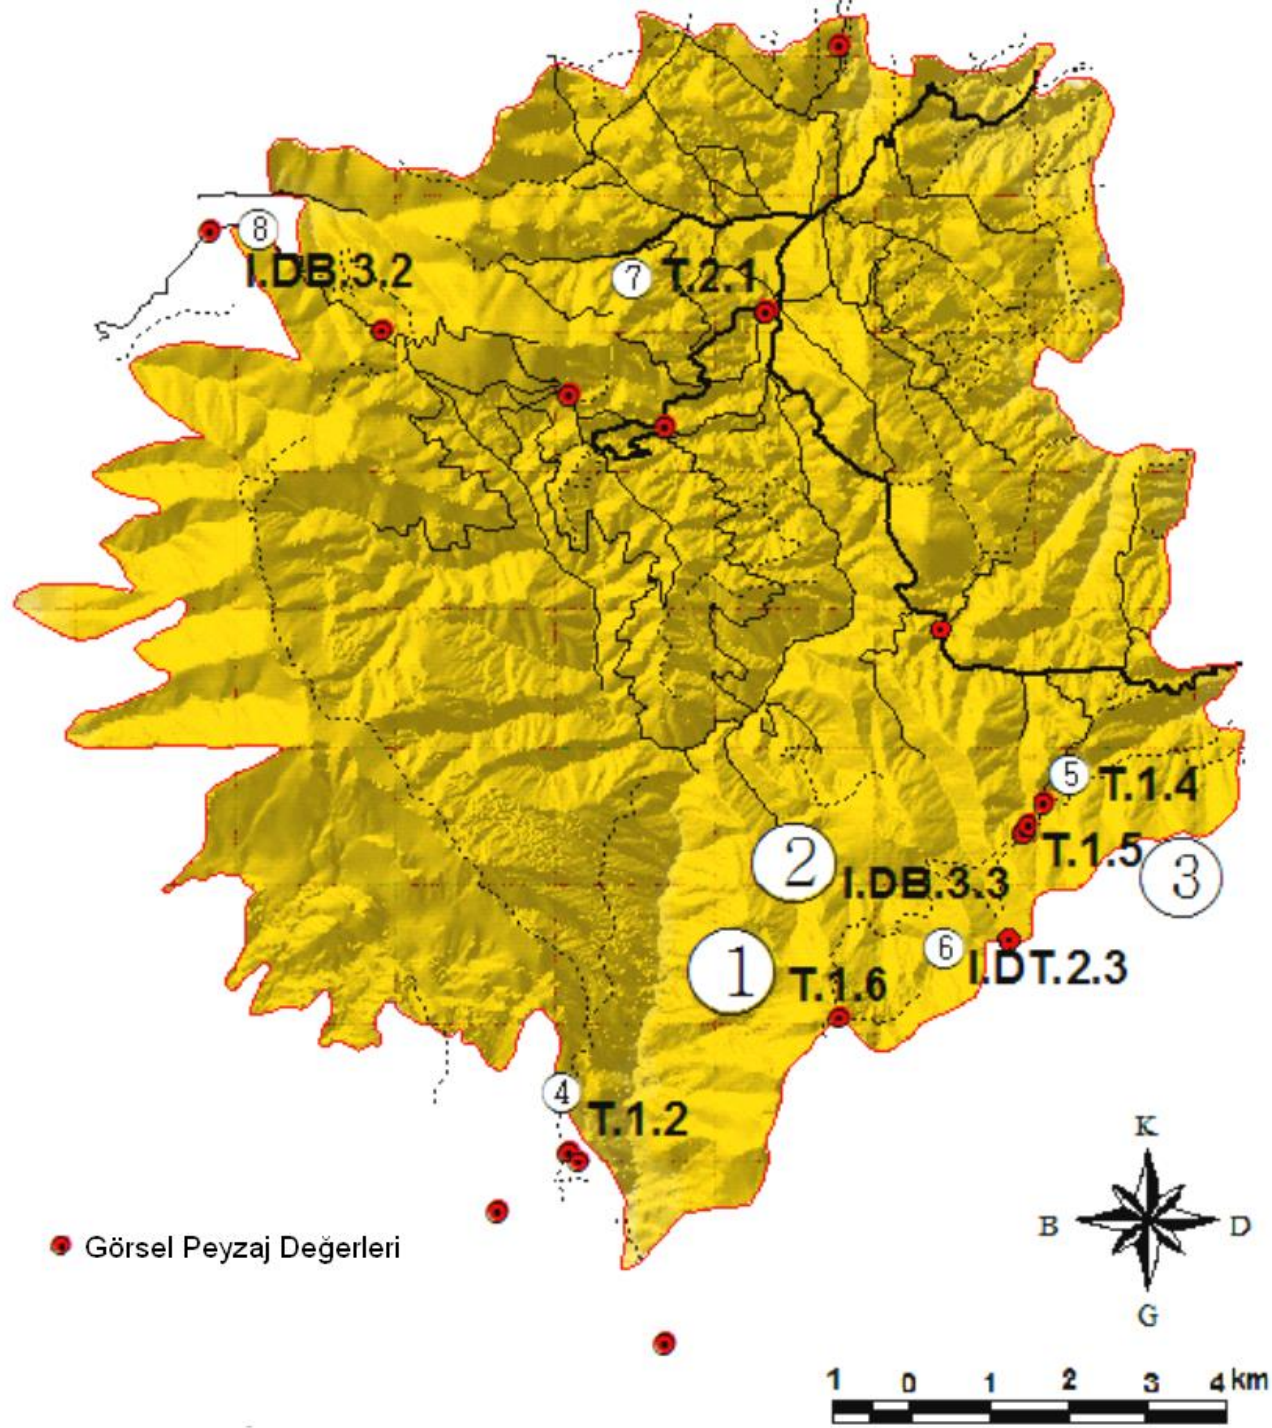 8
I.DB.3.2
7 T.2.1
5 T.1.4
T.1.5
3
2 I.DB.3.3
6 I.DT.2.3
1 T.1.6
4
T.1.2
K
B D
G
Görsel Peyzaj Değerleri
1 0 1 2 3 4 km